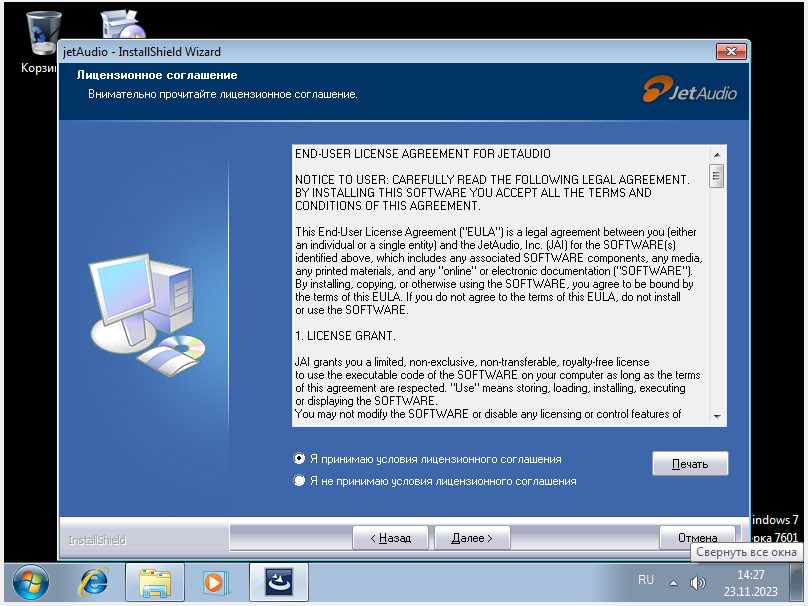 Корзи
jetAudio - InstallShield Wizard
Лицензионное соглашение
Внимательно прочитайте лицензионное соглашение.
JetAudio
END-USER LICENSE AGREEMENT FOR JETAUDIO
NOTICE TO USER: CAREFULLY READ THE FOLLOWING LEGAL AGREEMENT.
BY INSTALLING THIS SOFTWARE YOU ACCEPT ALL THE TERMS AND
CONDITIONS OF THIS AGREEMENT.
This End-User License Agreement ("EULA") is a legal agreement between you (either
an individual or a single entity) and the JetAudio, Inc. (JAI) for the SOFTWARE(s)
identified above, which includes any associated SOFTWARE components, any media,
any printed materials, and any "online" or electronic documentation ("SOFTWARE").
By installing, copying, or otherwise using the SOFTWARE, you agree to be bound by
the terms of this EULA. If you do not agree to the terms of this EULA, do not install
or use the SOFTWARE.
1. LICENSE GRANT.
JAI grants you a limited, non-exclusive, non-transferable, royalty-free license
to use the executable code of the SOFTWARE on your computer as long as the terms
of this agreement are respected. "Use" means storing, loading, installing, executing
or displaying the SOFTWARE.
You may not modify the SOFTWARE or disable any licensing or control features of
Я принимаю условия лицензионного соглашения
Я не принимаю условия лицензионного соглашения
Печать
InstallShield
< Назад
Далее >
Отмена
indows 7
рка 7601
Свернуть все окна
RU
14:27
23.11.2023